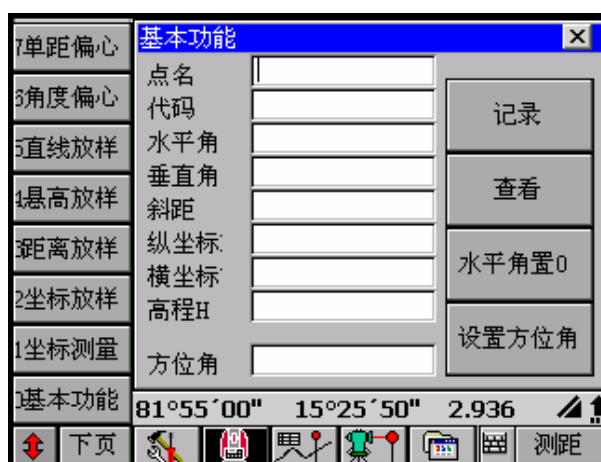 7单距偏心
6角度偏心
5直线放样
4悬高放样
3距离放样
2坐标放样
1坐标测量
0基本功能
下页
基本功能
点名
代码
水平角
垂直角
斜距
纵坐标
横坐标
高程H
方位角
记录
查看
水平角置0
设置方位角
81°55′00" 15°25′50" 2.936
测距